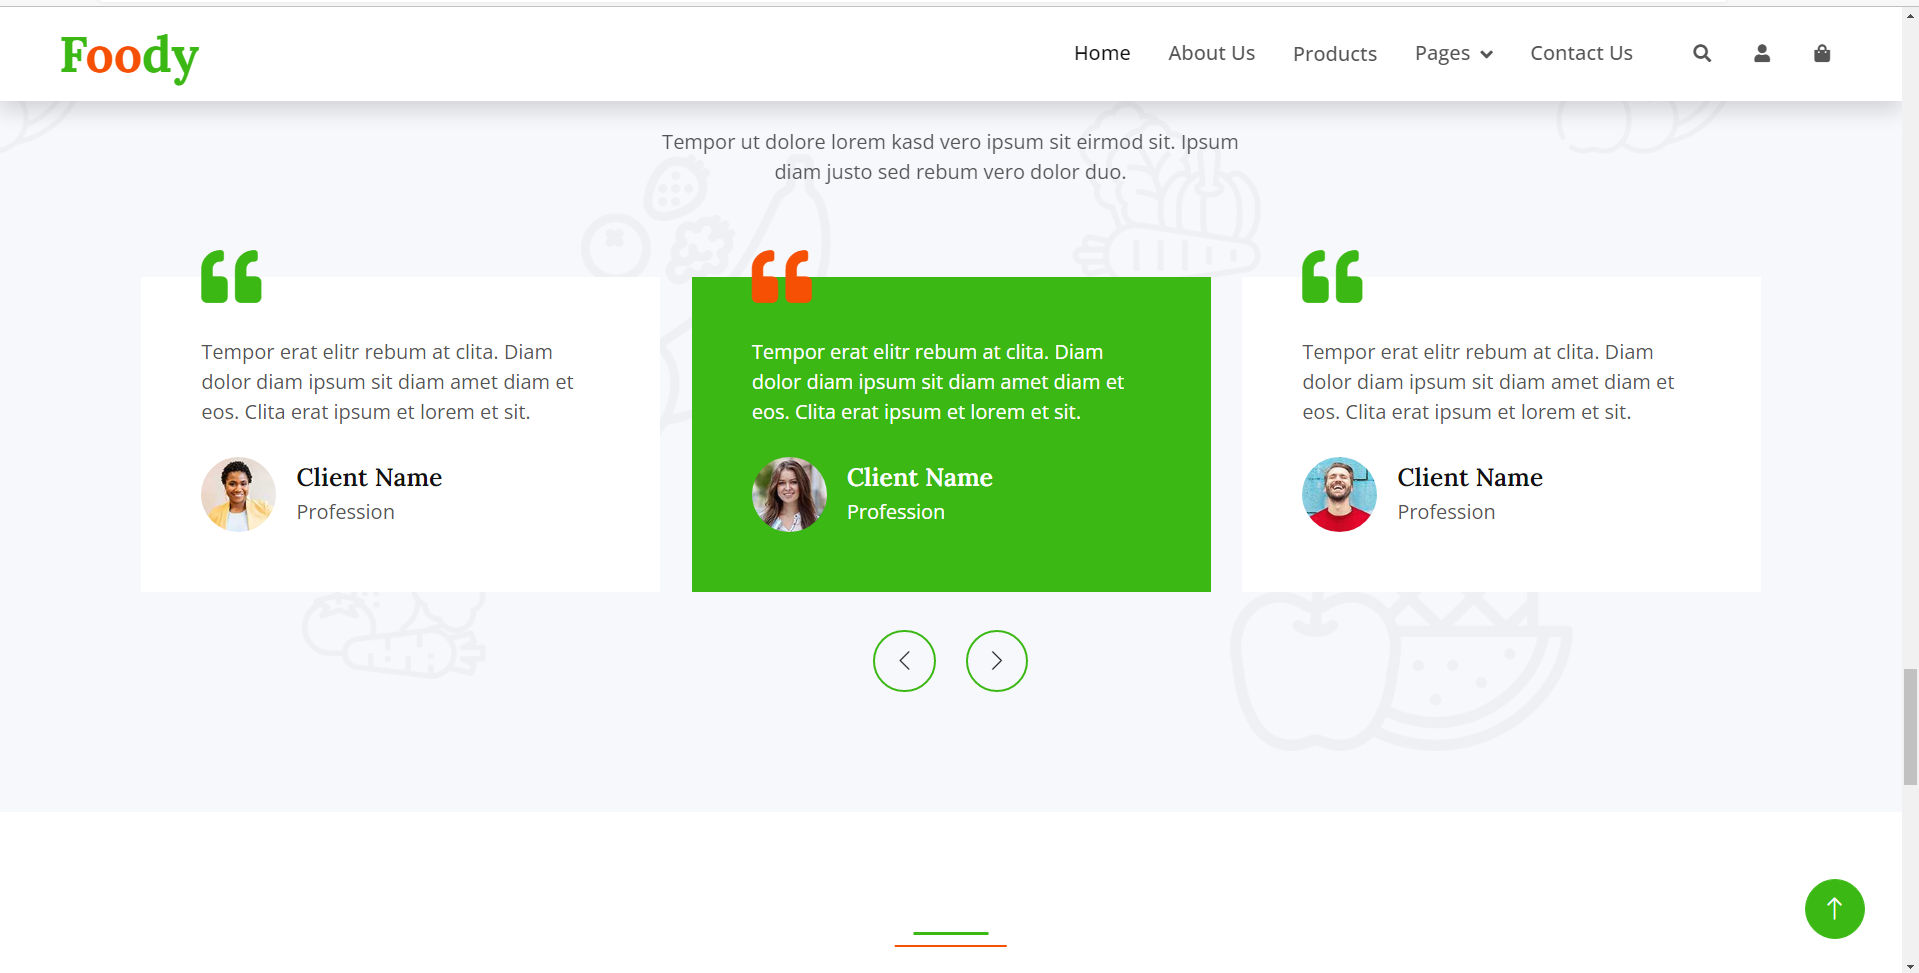 Foody
Home About Us Products Pages Contact Us
Tempor ut dolore lorem kasd vero ipsum sit eirmod sit. Ipsum
diam justo sed rebum vero dolor duo.
Tempor erat elitr rebum at clita. Diam
dolor diam ipsum sit diam amet diam et
eos. Clita erat ipsum et lorem et sit.
Client Name
Profession
Tempor erat elitr rebum at clita. Diam
dolor diam ipsum sit diam amet diam et
eos. Clita erat ipsum et lorem et sit.
Client Name
Profession
Tempor erat elitr rebum at clita. Diam
dolor diam ipsum sit diam amet diam et
eos. Clita erat ipsum et lorem et sit.
Client Name
Profession